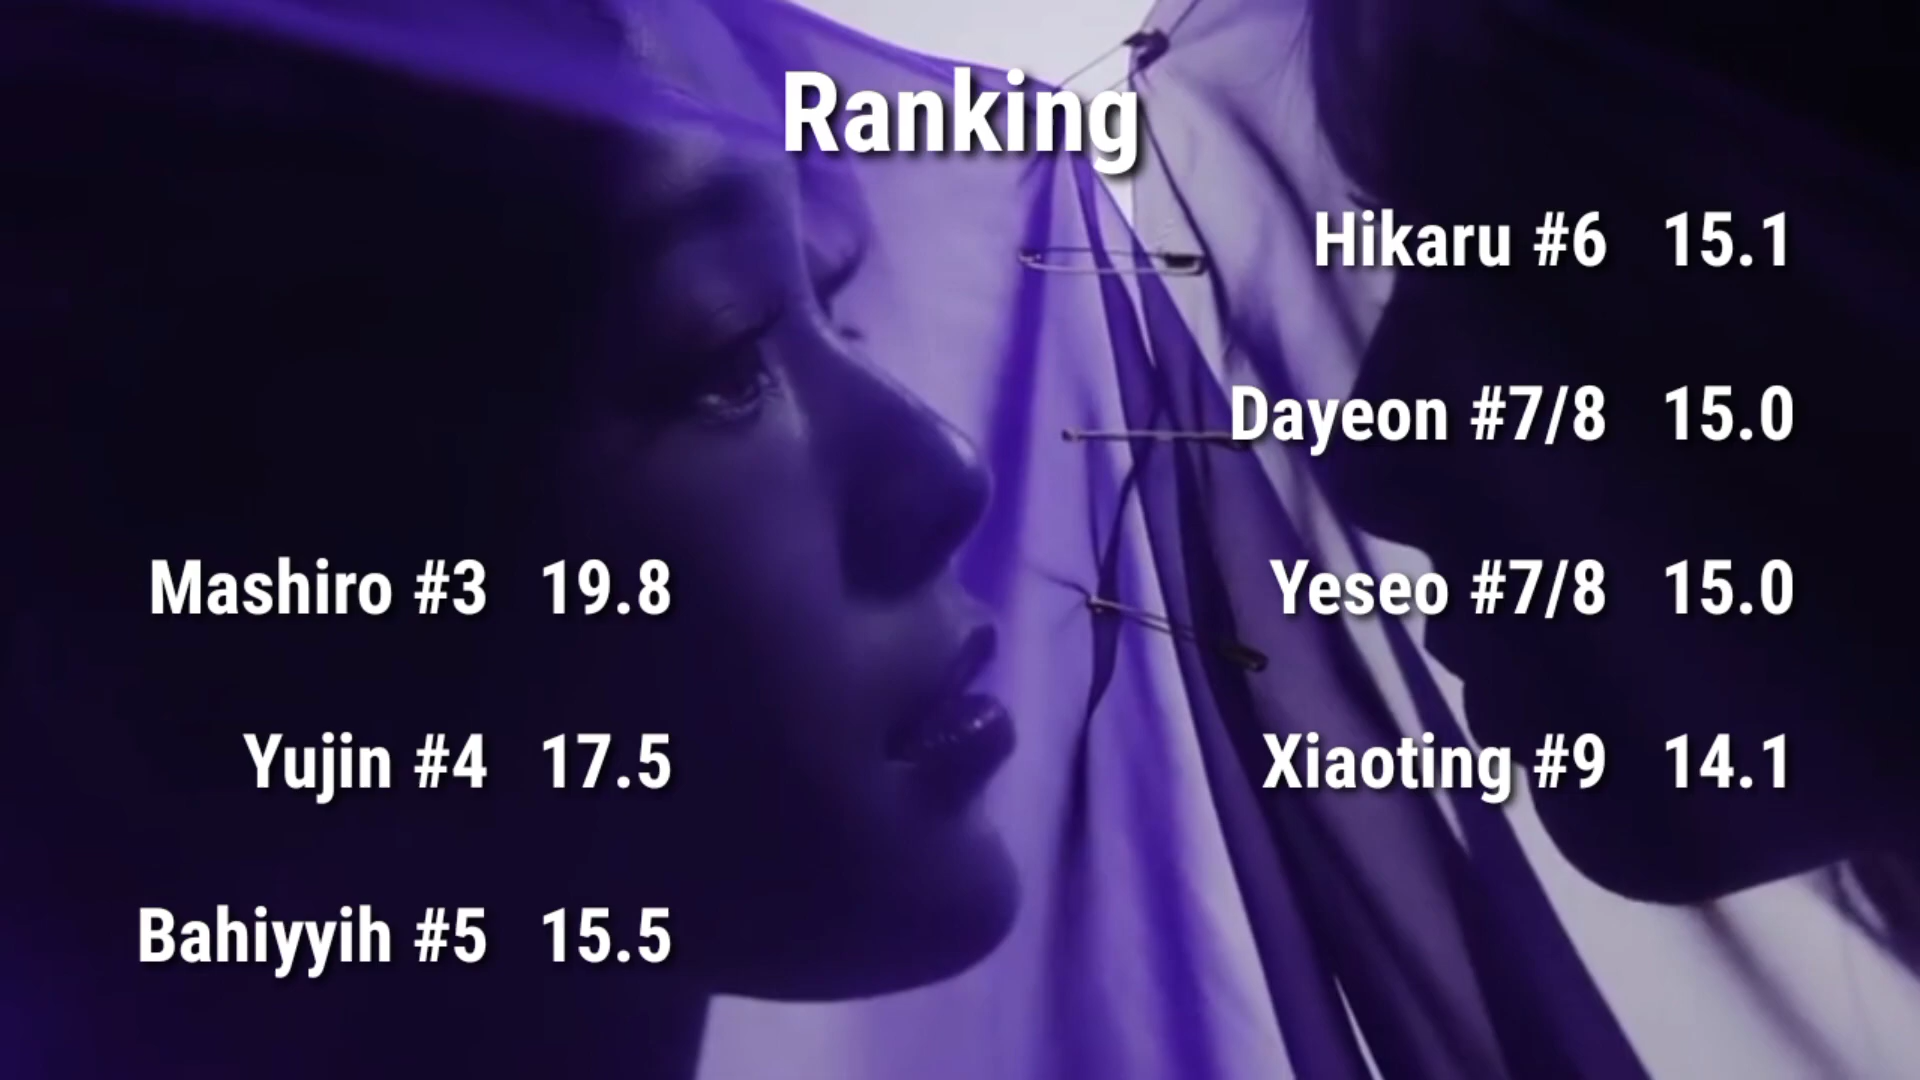 Ranking
Mashiro #3 19.8
Yujin #4 17.5
Bahiyyih #5 15.5
Hikaru #6 15.1
Dayeon #7/8 15.0
Yeseo #7/8 15.0
Xiaoting #9 14.1